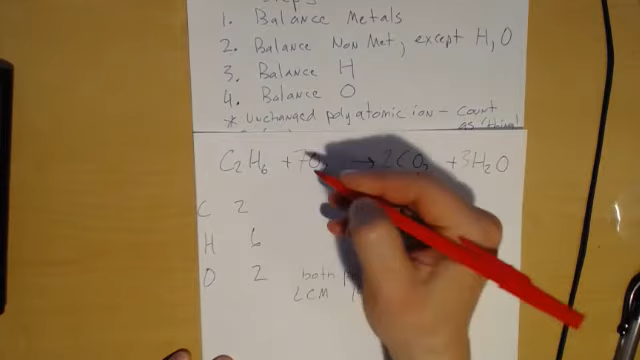 1. Balance Metals
2. Balance Non Met, except H, O
3. Balance H
4. Balance O
* unchanged polyatomic ion - count
as "thing"
C₂H₆ + 7O₂ → 2CO₂ + 3H₂O
C 2
H 6
O 2 both
LCM